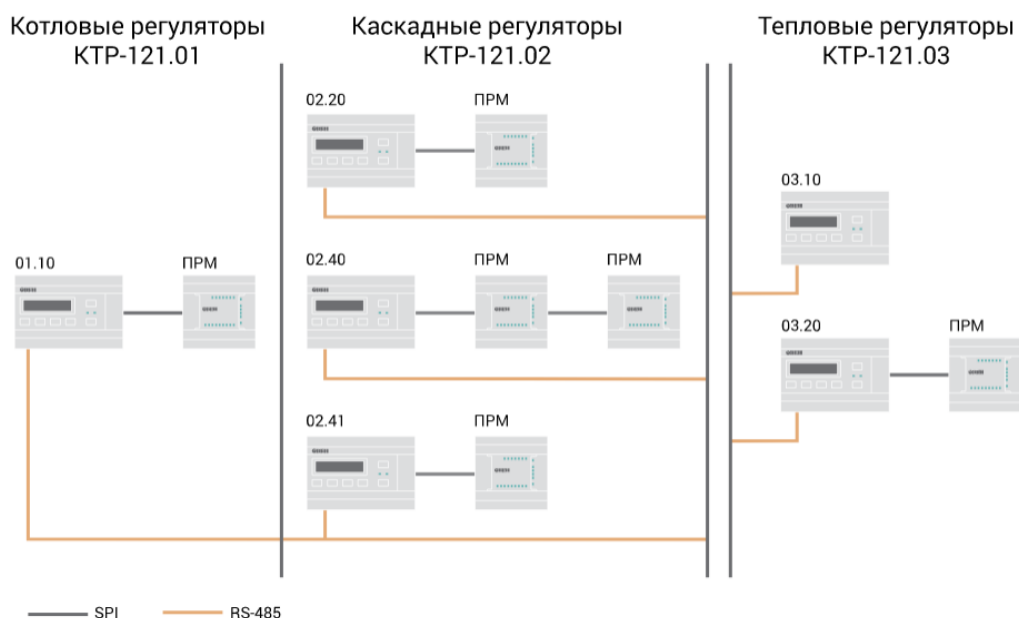 Котловые регуляторы
КТР-121.01
Каскадные регуляторы
КТР-121.02
Тепловые регуляторы
КТР-121.03
02.20
ПРМ
03.10
01.10
ПРМ
02.40
ПРМ
ПРМ
03.20
ПРМ
02.41
ПРМ
SPI
RS-485